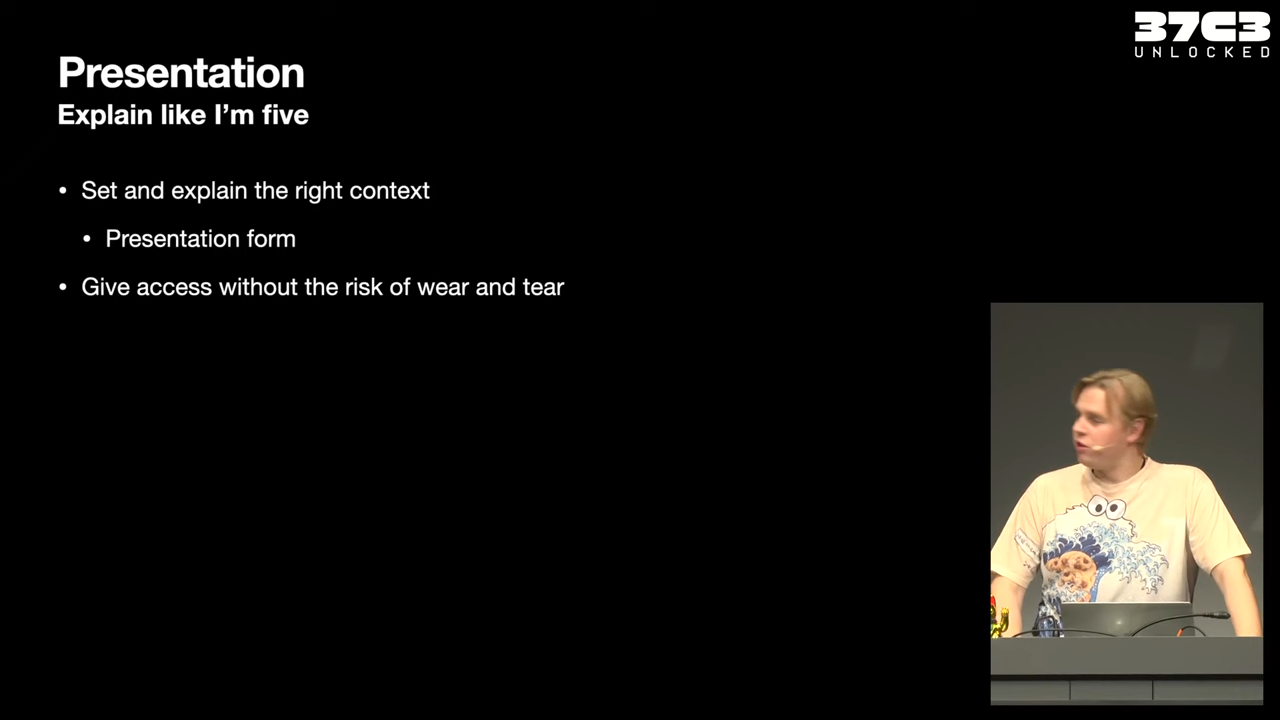 37C3
UNLOCKED
Presentation
Explain like I'm five
• Set and explain the right context
• Presentation form
• Give access without the risk of wear and tear